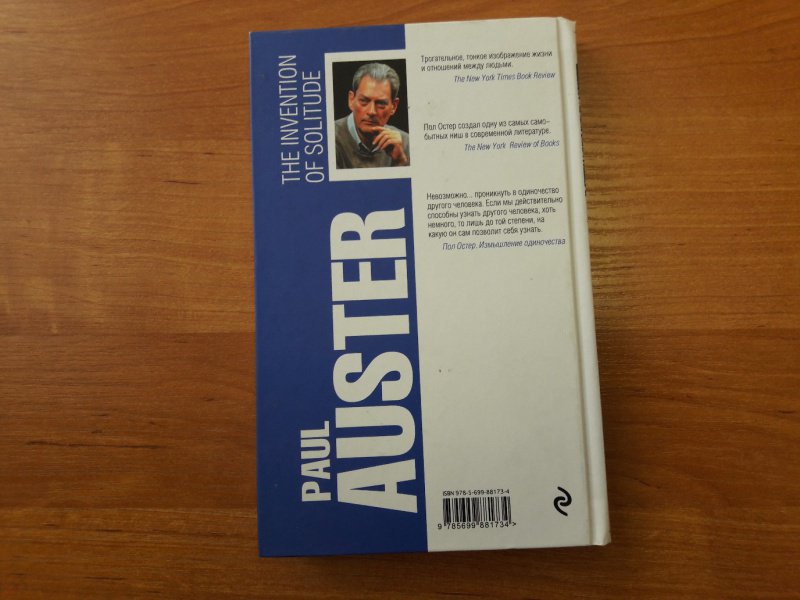 THE INVENTION
OF SOLITUDE
PAUL
AUSTER
Трогательное, тонкое изображение жизни
и отношений между людьми.
The New York Times Book Review
Пол Остер создал одну из самых само-
бытных ниш в современной литературе.
The New York Review of Books
Невозможно... проникнуть в одиночество
другого человека. Если мы действительно
способны узнать другого человека, хоть
немного, то лишь до той степени, на
какую он сам позволит себя узнать.
Пол Остер, Измышление одиночества
ISBN 978-5-699-88173-4
9 785699 881734 >